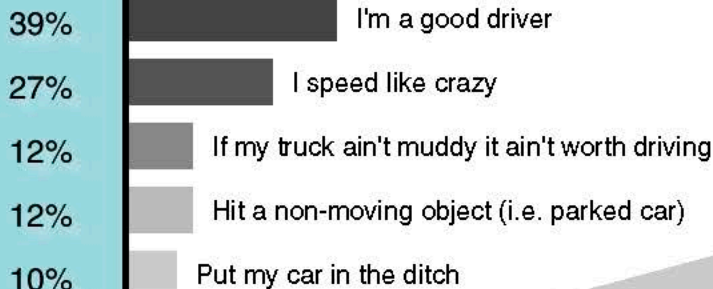 39% I'm a good driver
27% I speed like crazy
12% If my truck ain't muddy it ain't worth driving
12% Hit a non-moving object (i.e. parked car)
10% Put my car in the ditch